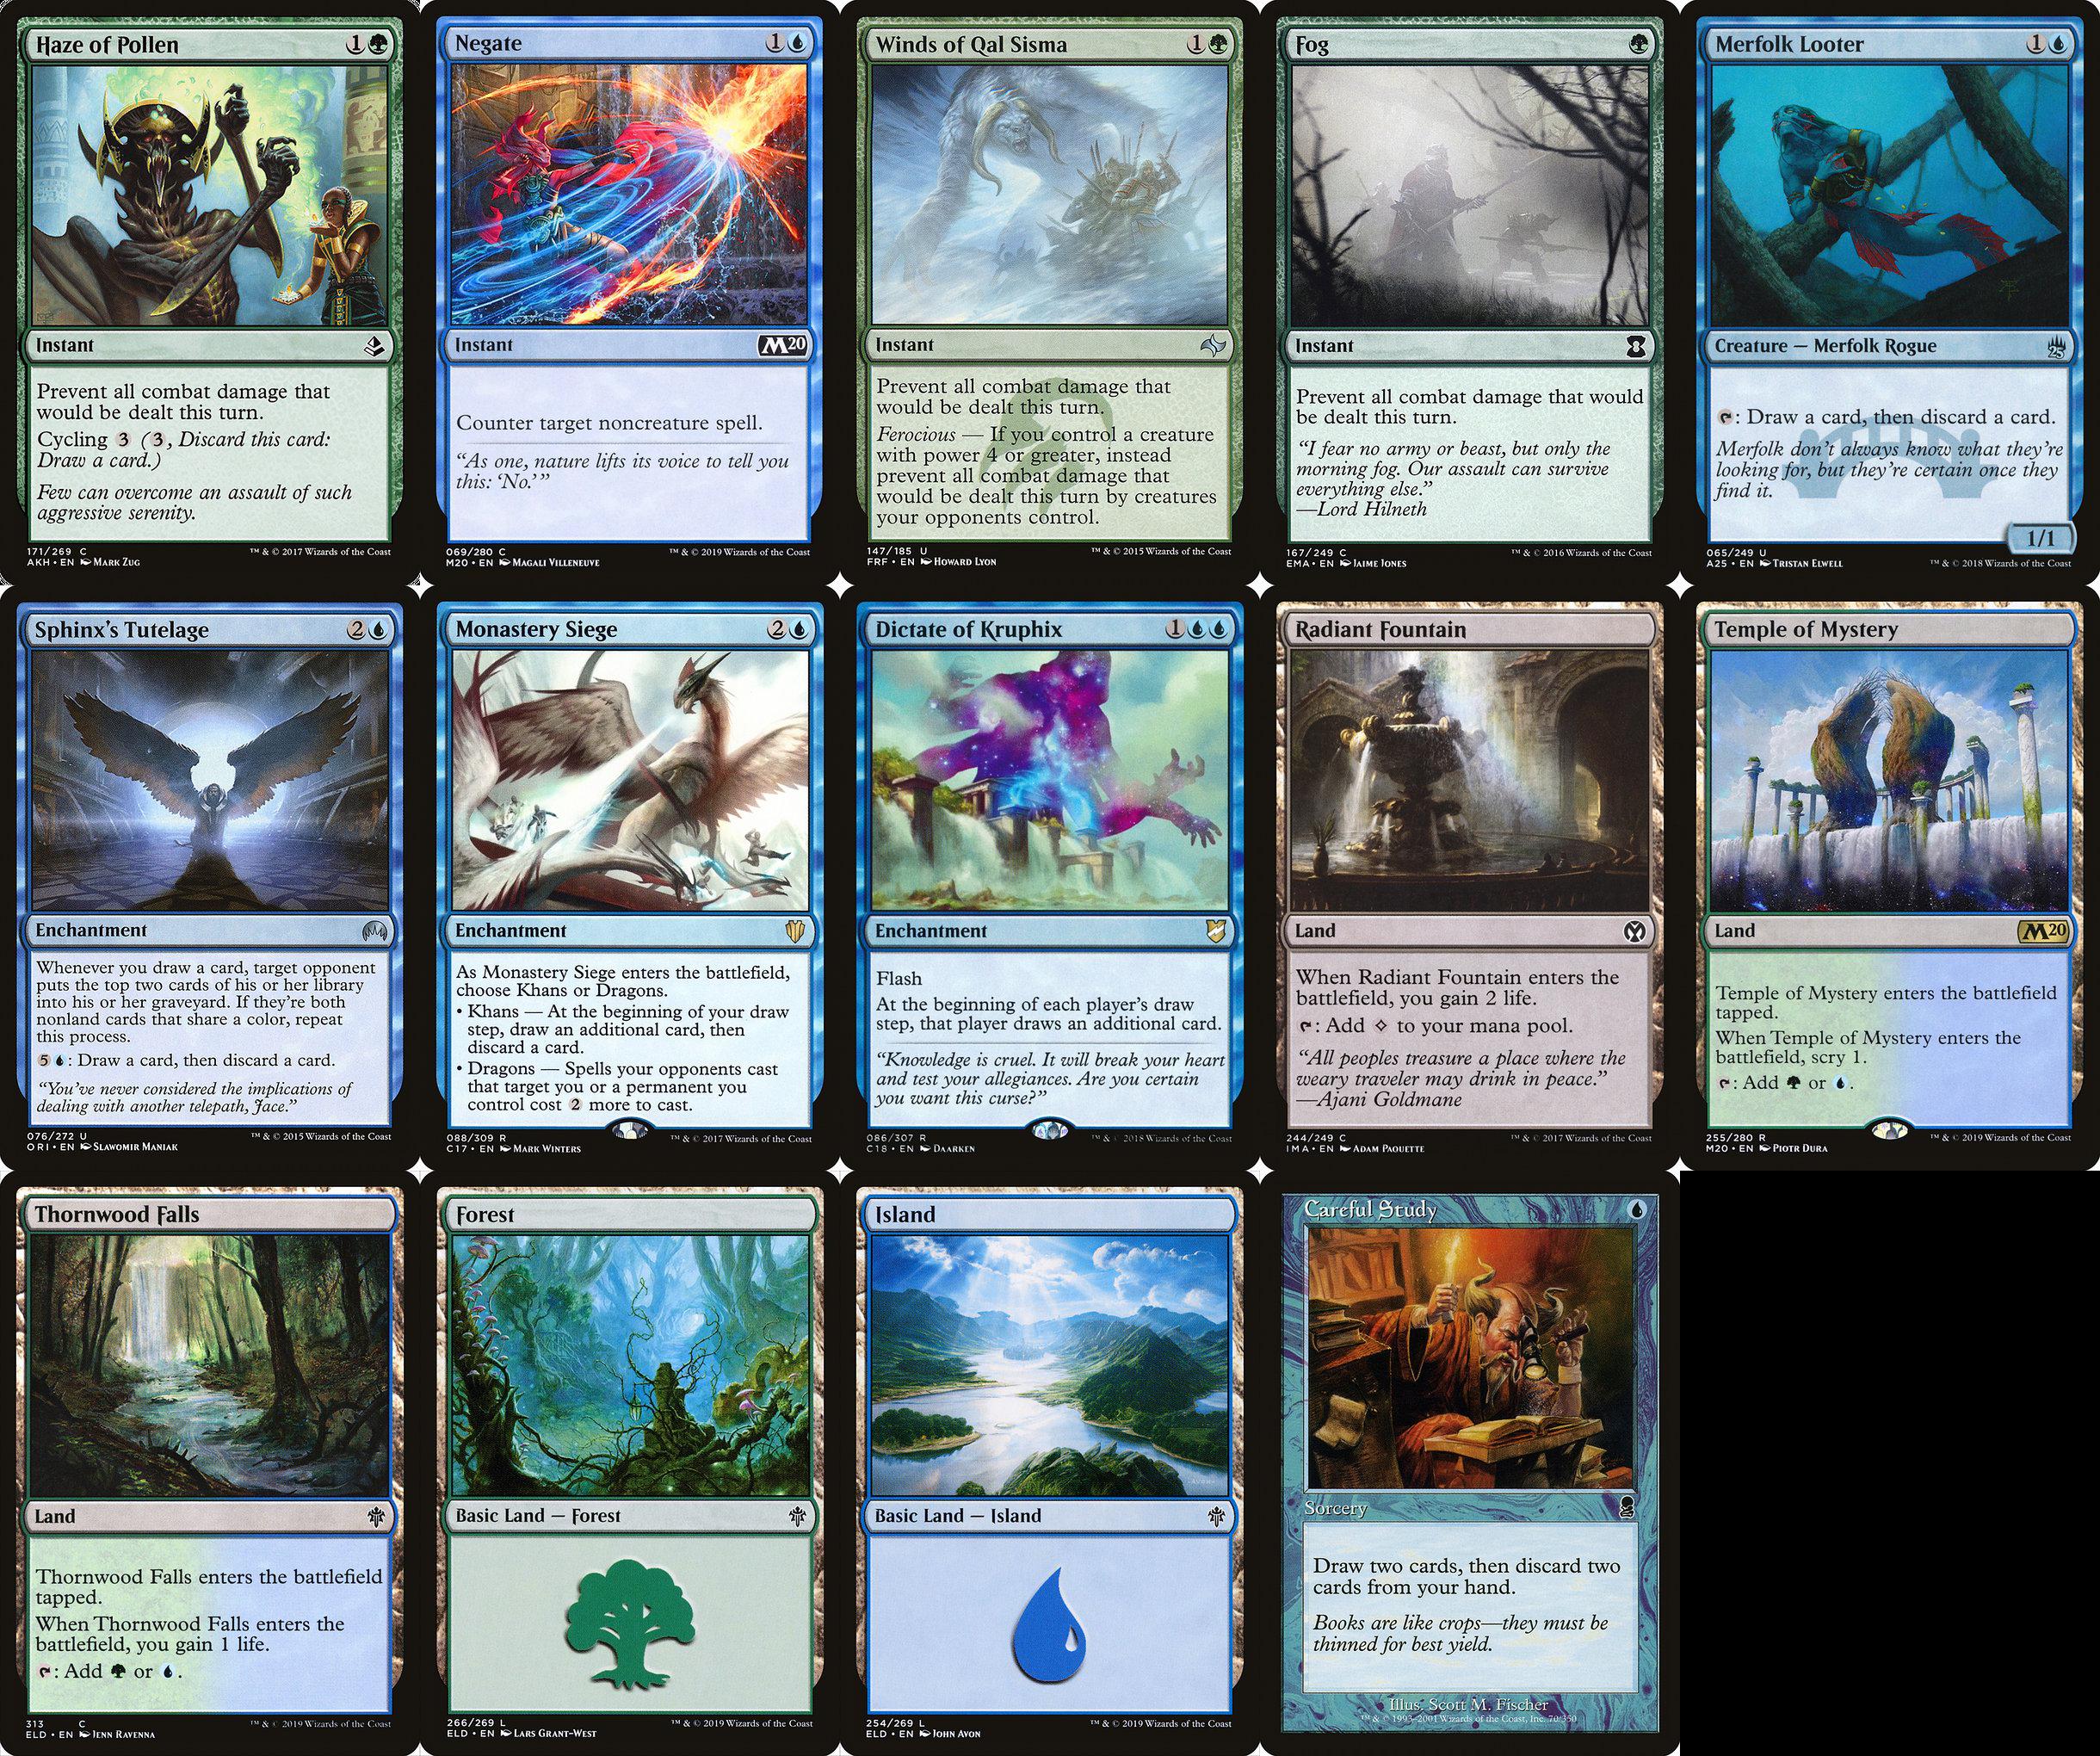 Haze of Pollen 1
Instant
Prevent all combat damage that
would be dealt this turn.
Cycling 3 (3, Discard this card:
Draw a card.)
Few can overcome an assault of such
aggressive serenity.
171/269 C
AKH • EN Mark Zug
™ & © 2017 Wizards of the Coast
Negate 1
Instant M20
Counter target noncreature spell.
“As one, nature lifts its voice to tell you
this: ‘No.’”
069/280 C
M20 • EN Magali Villeneuve
™ & © 2019 Wizards of the Coast
Winds of Qal Sisma 1
Instant
Prevent all combat damage that
would be dealt this turn.
Ferocious — If you control a creature
with power 4 or greater, instead
prevent all combat damage that
would be dealt this turn by creatures
your opponents control.
147/185 U
FRF • EN Howard Lyon
™ & © 2015 Wizards of the Coast
Fog
Instant
Prevent all combat damage that would
be dealt this turn.
“I fear no army or beast, but only the
morning fog. Our assault can survive
everything else.”
—Lord Hilneth
167/249 C
EMA • EN Jaime Jones
™ & © 2016 Wizards of the Coast
Merfolk Looter 1
Creature — Merfolk Rogue 25
: Draw a card, then discard a card.
Merfolk don’t always know what they’re
looking for, but they’re certain once they
find it.
1/1
065/249 U
A25 • EN Tristan Elwell
™ & © 2018 Wizards of the Coast
Sphinx’s Tutelage 2
Enchantment
Whenever you draw a card, target opponent
puts the top two cards of his or her library
into his or her graveyard. If they’re both
nonland cards that share a color, repeat
this process.
5 : Draw a card, then discard a card.
“You’ve never considered the implications of
dealing with another telepath, Jace.”
076/272 U
ORI • EN Slawomir Maniak
™ & © 2015 Wizards of the Coast
Monastery Siege 2
Enchantment
As Monastery Siege enters the battlefield,
choose Khans or Dragons.
• Khans — At the beginning of your draw
step, draw an additional card, then
discard a card.
• Dragons — Spells your opponents cast
that target you or a permanent you
control cost 2 more to cast.
088/309 R
C17 • EN Mark Winters
™ & © 2017 Wizards of the Coast
Dictate of Kruphix 1
Enchantment
Flash
At the beginning of each player’s draw
step, that player draws an additional card.
“Knowledge is cruel. It will break your heart
and test your allegiances. Are you certain
you want this curse?”
086/307 R
C18 • EN Daarken
™ & © 2018 Wizards of the Coast
Radiant Fountain
Land
When Radiant Fountain enters the
battlefield, you gain 2 life.
: Add to your mana pool.
“All peoples treasure a place where the
weary traveler may drink in peace.”
—Ajani Goldmane
244/249 C
IMA • EN Adam Paquette
™ & © 2017 Wizards of the Coast
Temple of Mystery
Land M20
Temple of Mystery enters the battlefield
tapped.
When Temple of Mystery enters the
battlefield, scry 1.
: Add or .
255/280 R
M20 • EN Piotr Dura
™ & © 2019 Wizards of the Coast
Thornwood Falls
Land
Thornwood Falls enters the battlefield
tapped.
When Thornwood Falls enters the
battlefield, you gain 1 life.
: Add or .
313 C
ELD • EN Jenn Ravenna
™ & © 2019 Wizards of the Coast
Forest
Basic Land — Forest
266/269 L
ELD • EN Lars Grant-West
™ & © 2019 Wizards of the Coast
Island
Basic Land — Island
254/269 L
ELD • EN John Avon
™ & © 2019 Wizards of the Coast
Careful Study
Sorcery
Draw two cards, then discard two
cards from your hand.
Books are like crops—they must be
thinned for best yield.
Illus. Scott M. Fischer
™ & © 1993–2001 Wizards of the Coast, Inc. 70/350